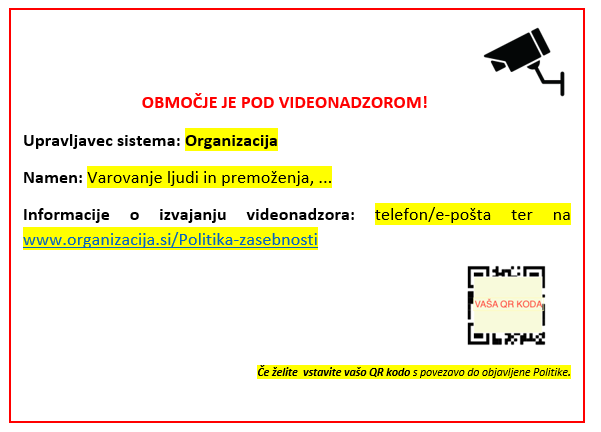 OBMOČJE JE POD VIDEONADZOROM!
Upravljavec sistema: Organizacija
Namen: Varovanje ljudi in premoženja, ...
Informacije o izvajanju videonadzora: telefon/e-pošta ter na
www.organizacija.si/Politika-zasebnosti
VAŠA QR KODA
Če želite vstavite vašo QR kodo s povezavo do objavljene Politike.